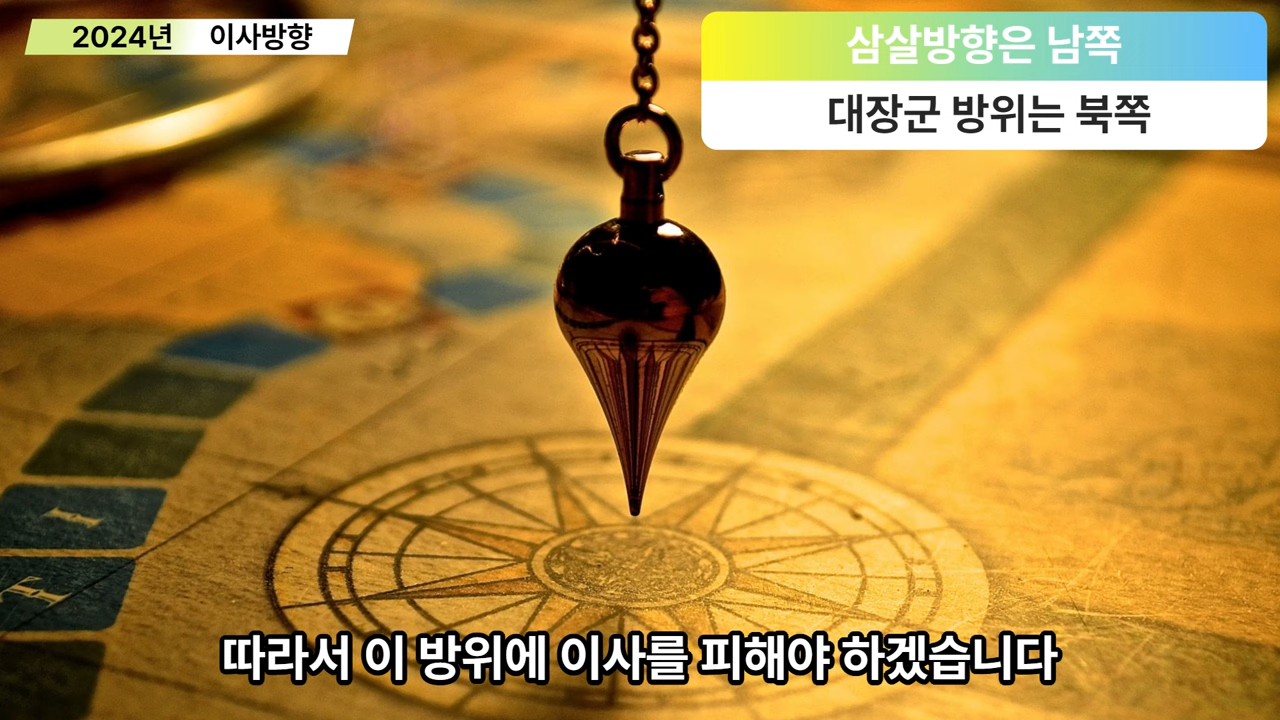 2024년 이사방향
삼살방향은 남쪽
대장군 방위는 북쪽
따라서 이 방위에 이사를 피해야 하겠습니다